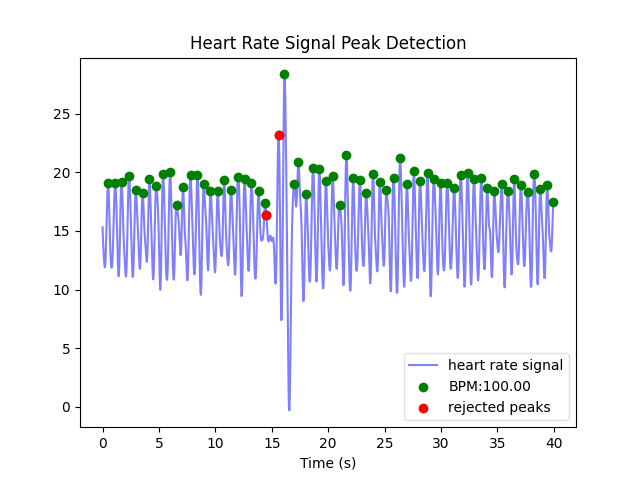 Heart Rate Signal Peak Detection
25
20
15
10
5
0
heart rate signal
BPM:100.00
rejected peaks
0 5 10 15 20 25 30 35 40
Time (s)